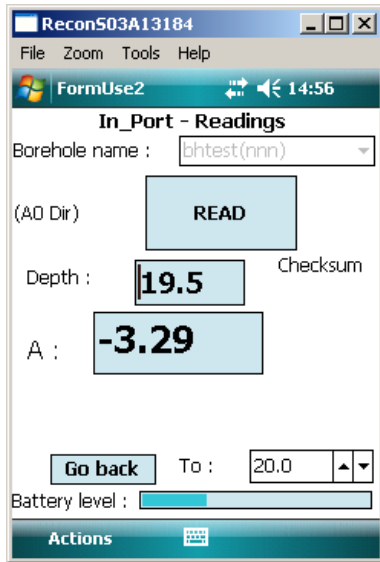 ReconS03A13184
File Zoom Tools Help
FormUse2 14:56
In_Port - Readings
Borehole name : bhtest(nnn)
(A0 Dir) READ
Depth : 19.5 Checksum
A : -3.29
Go back To : 20.0
Battery level :
Actions